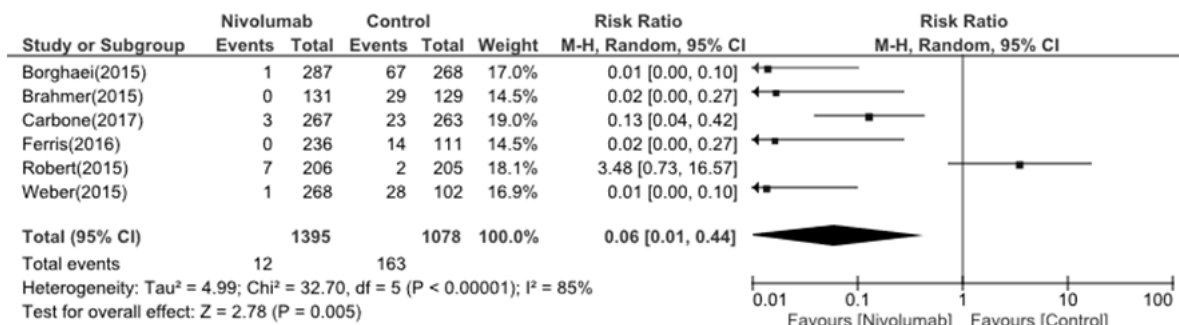 Nivolumab Control Risk Ratio Risk Ratio
Study or Subgroup Events Total Events Total Weight M-H, Random, 95% CI M-H, Random, 95% CI
Borghaei(2015) 1 287 67 268 17.0% 0.01 [0.00, 0.10]
Brahmer(2015) 0 131 29 129 14.5% 0.02 [0.00, 0.27]
Carbone(2017) 3 267 23 263 19.0% 0.13 [0.04, 0.42]
Ferris(2016) 0 236 14 111 14.5% 0.02 [0.00, 0.27]
Robert(2015) 7 206 2 205 18.1% 3.48 [0.73, 16.57]
Weber(2015) 1 268 28 102 16.9% 0.01 [0.00, 0.10]
Total (95% CI) 1395 1078 100.0% 0.06 [0.01, 0.44]
Total events 12 163
Heterogeneity: Tau² = 4.99; Chi² = 32.70, df = 5 (P < 0.00001); I² = 85%
Test for overall effect: Z = 2.78 (P = 0.005)
0.01 0.1 1 10 100
Favours [Nivolumab] Favours [Control]